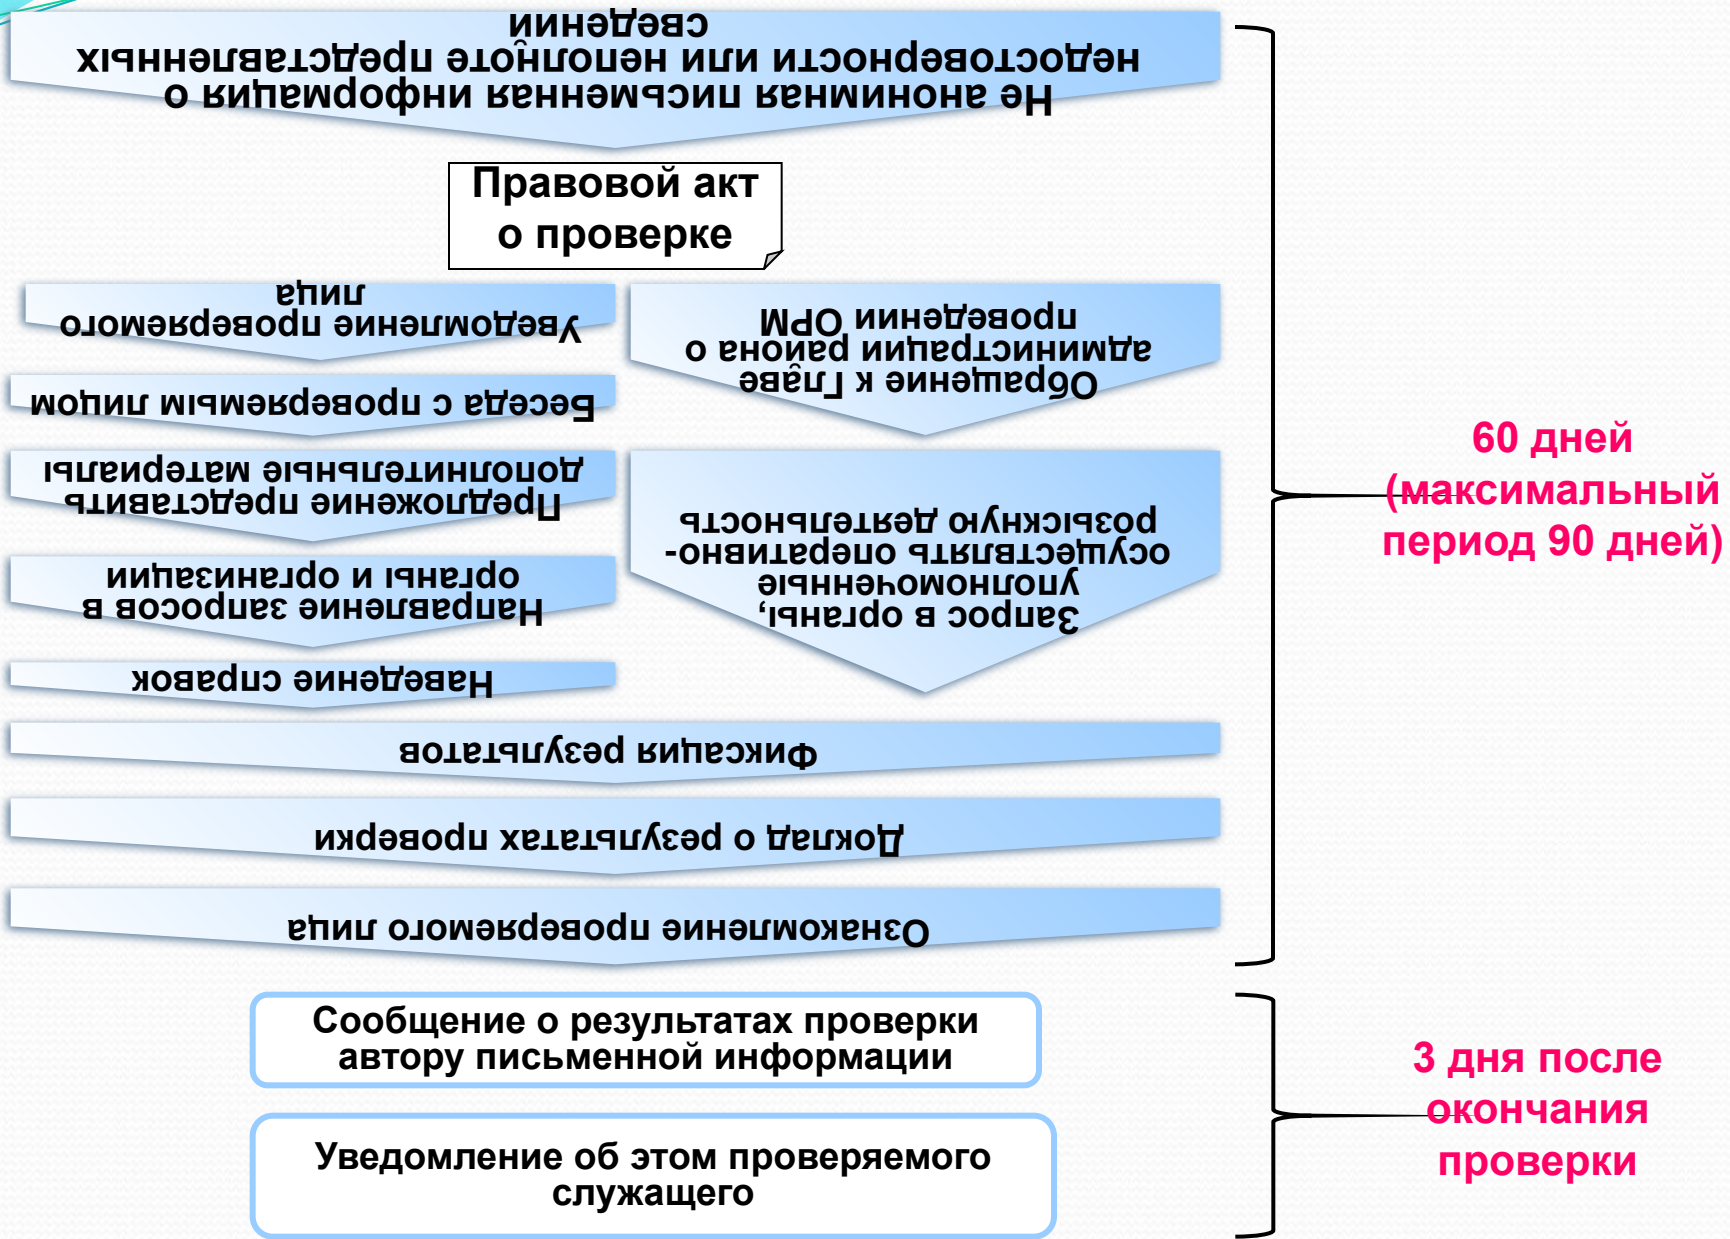 Не анонимная письменная информация о
недостоверности или неполноте представленных
сведений
Правовой акт
о проверке
Уведомление проверяемого
лица
Беседа с проверяемым лицом
Предложение представить
дополнительные материалы
Направление запросов в
органы и организации
Наведение справок
Обращение к Главе
администрации района о
проведении ОРМ
Запрос в органы,
уполномоченные
осуществлять оперативно-
розыскную деятельность
Фиксация результатов
Доклад о результатах проверки
Ознакомление проверяемого лица
60 дней
(максимальный
период 90 дней)
Сообщение о результатах проверки
автору письменной информации
Уведомление об этом проверяемого
служащего
3 дня после
окончания
проверки